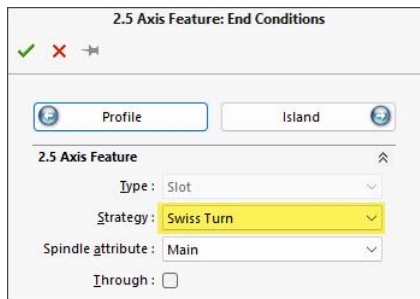 2.5 Axis Feature: End Conditions
Profile
Island
2.5 Axis Feature
Type : Slot
Strategy : Swiss Turn
Spindle attribute : Main
Through :